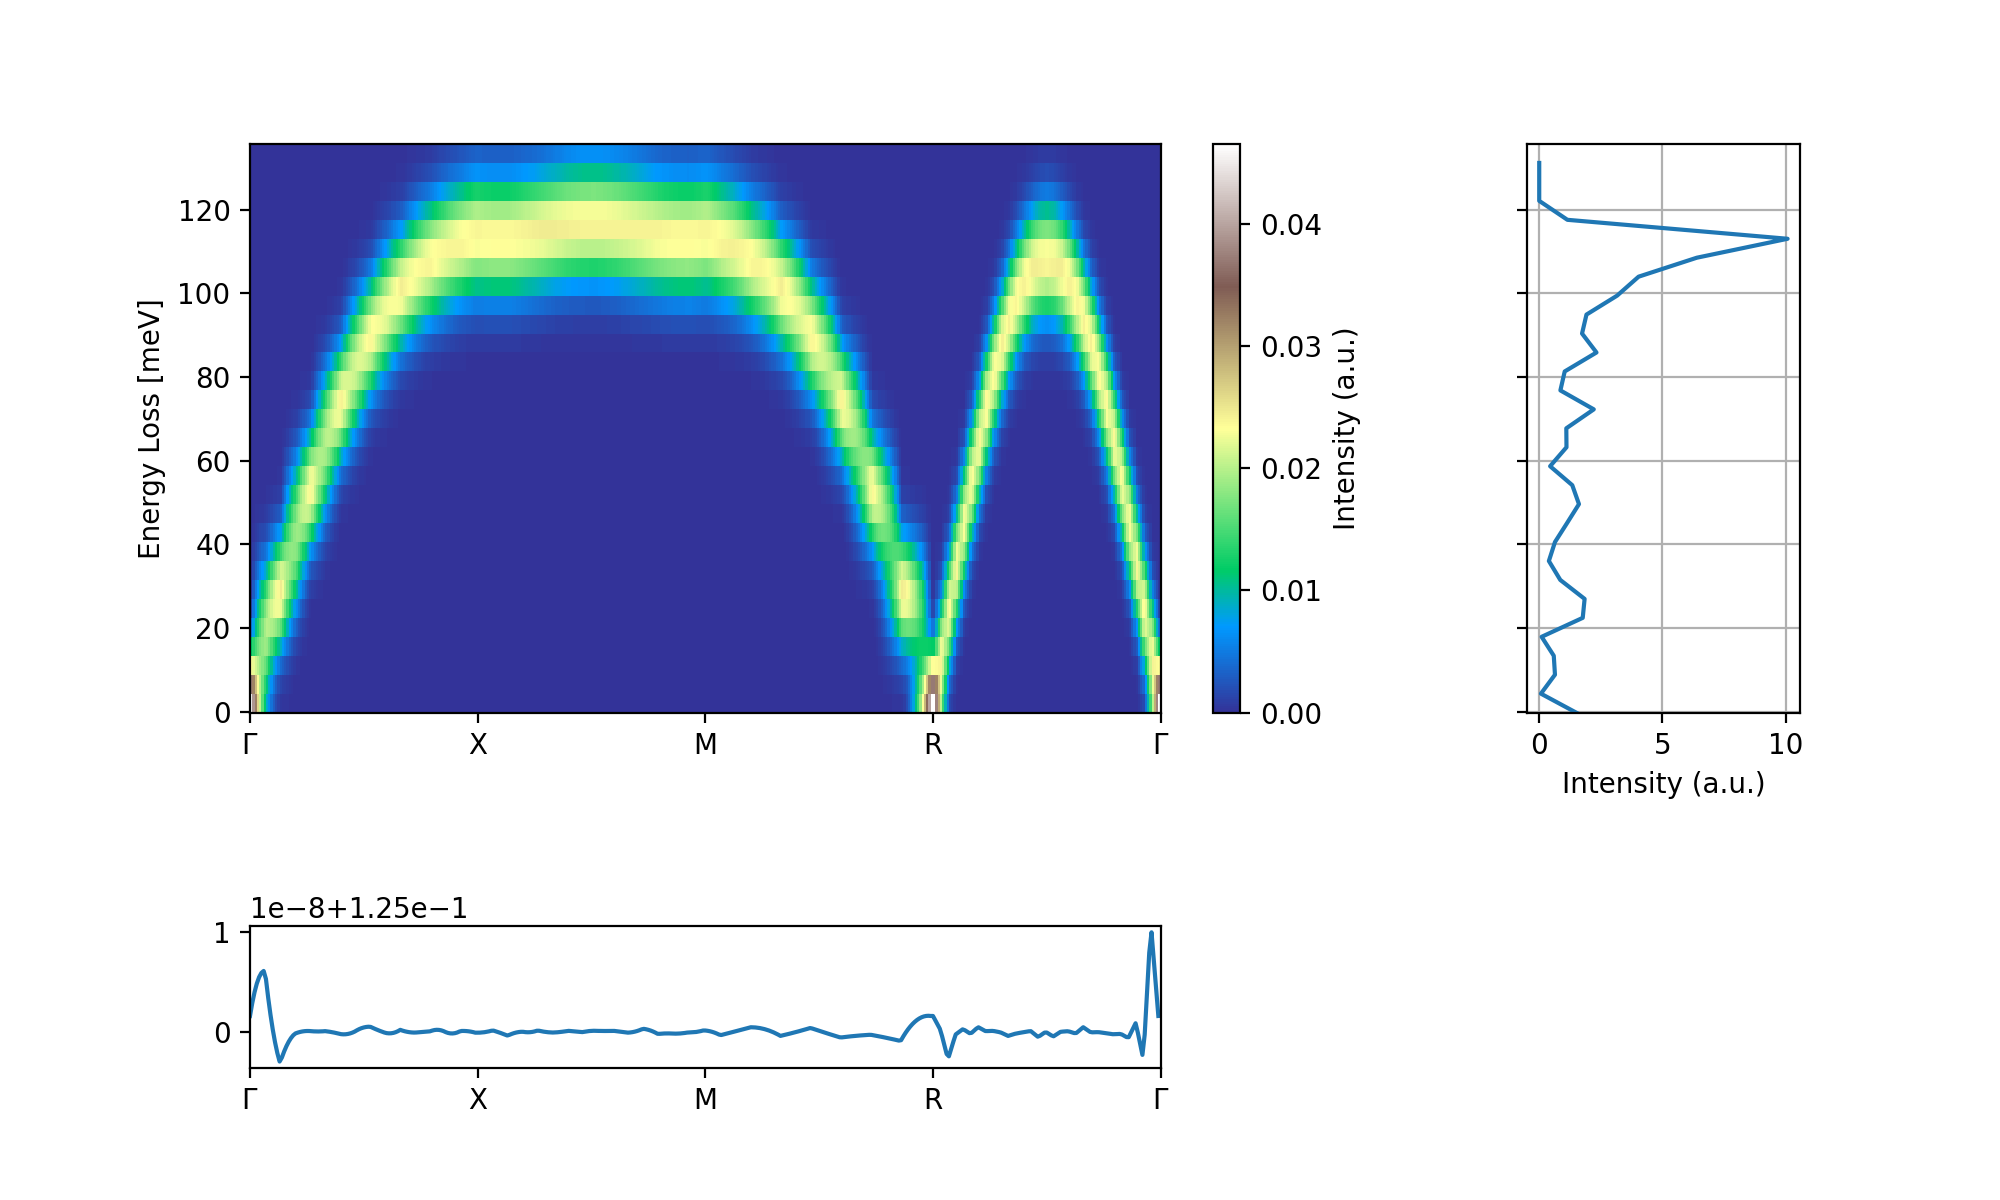 120
100
80
60
40
20
0
Energy Loss [meV]
Γ X M R Γ
0.04
0.03
0.02
0.01
0.00
Intensity (a.u.)
0 5 10
Intensity (a.u.)
1e−8+1.25e−1
1
0
Γ X M R Γ